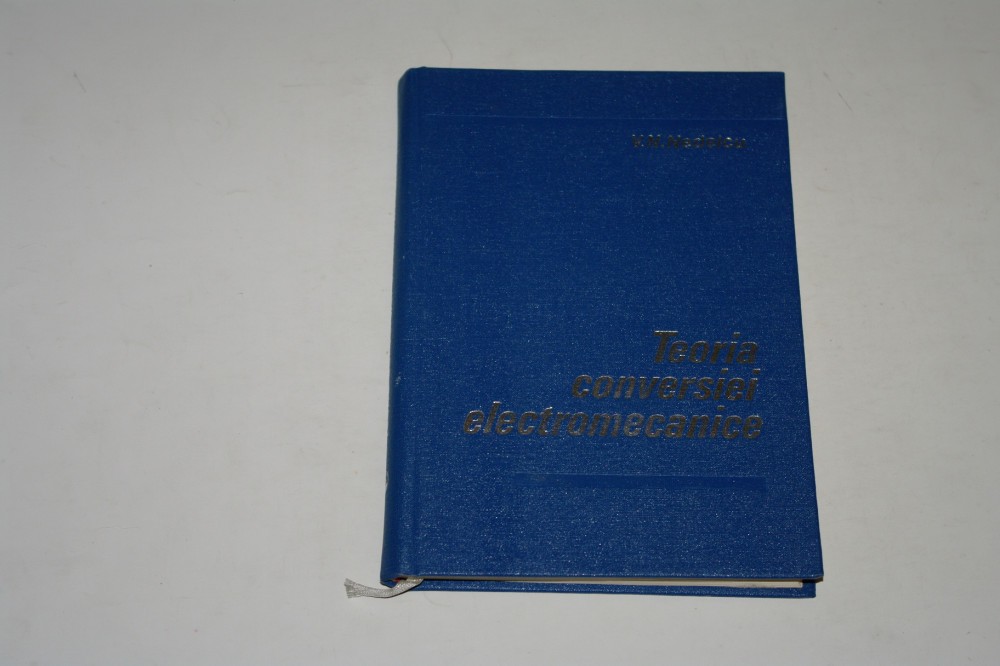 V.N. Nedelcu
Teoria
conversiei
electromecanice